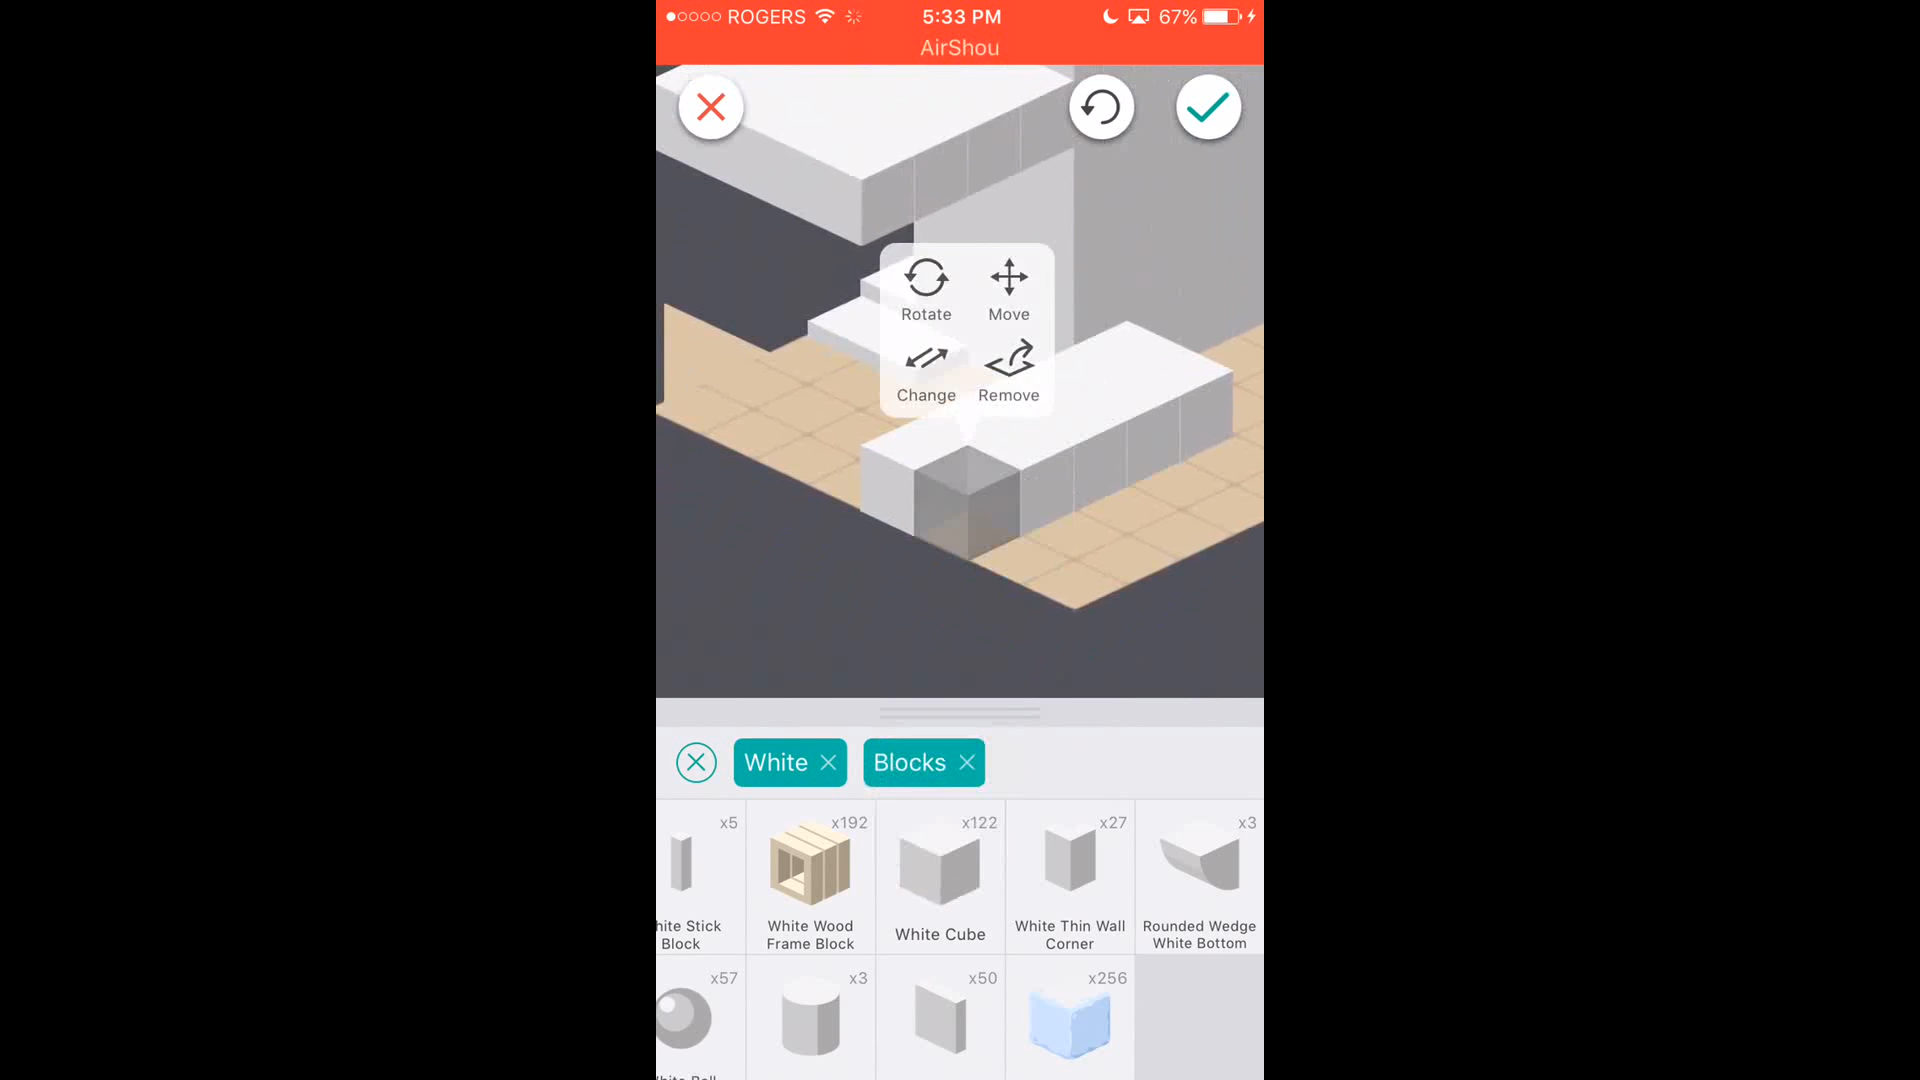 ROGERS
5:33 PM
67%
AirShou
Rotate
Move
Change
Remove
White
Blocks
x5
x192
x122
x27
x3
hite Stick
Block
White Wood
Frame Block
White Cube
White Thin Wall
Corner
Rounded Wedge
White Bottom
x57
x3
x50
x256